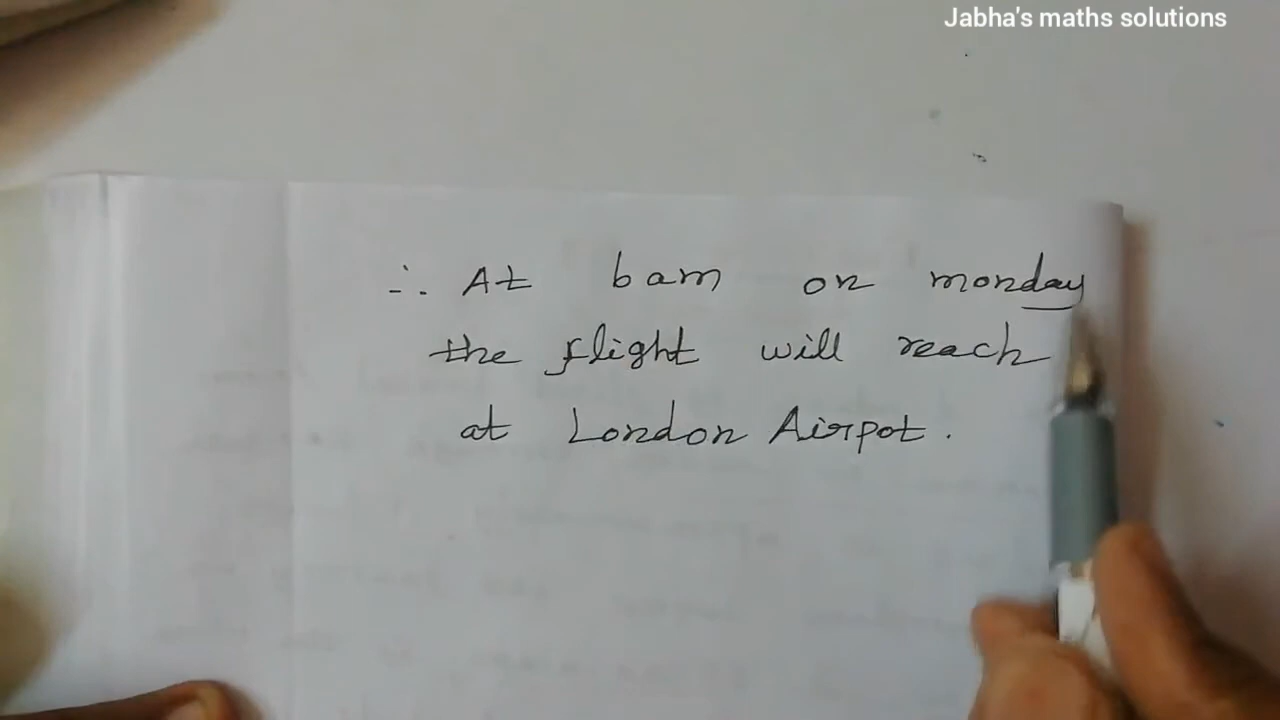 Jabha's maths solutions
∴ At 6am on monday
the flight will reach
at London Airpot.